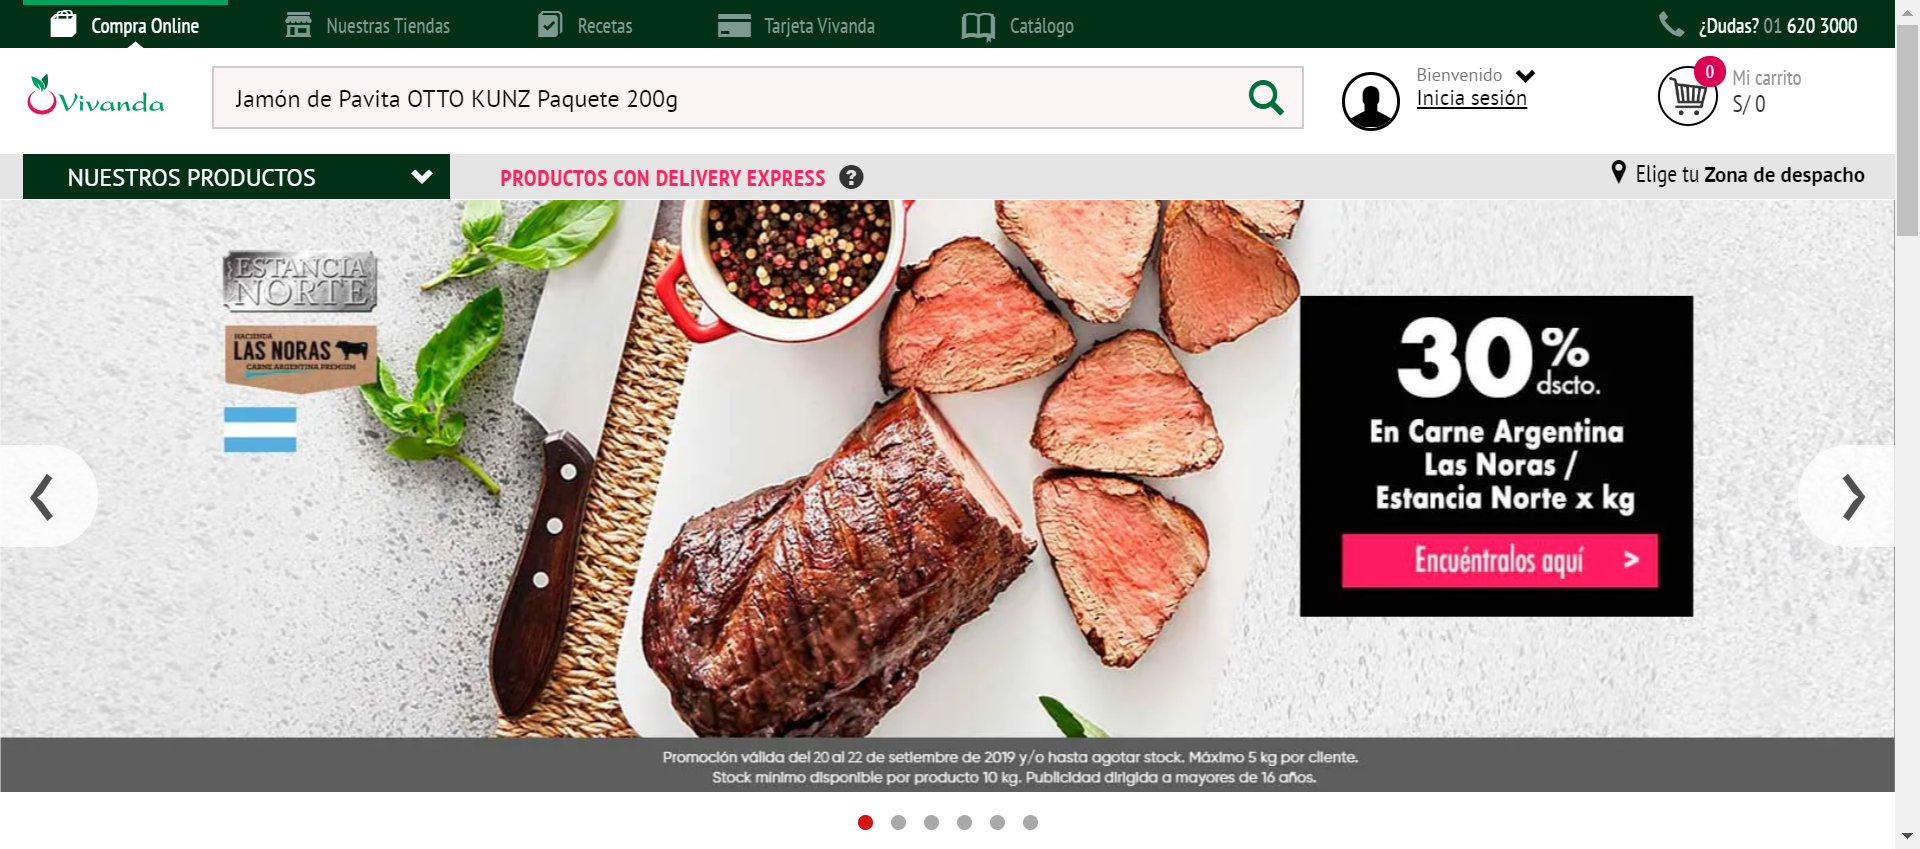 Compra Online
Nuestras Tiendas
Recetas
Tarjeta Vivanda
Catálogo
¿Dudas? 01 620 3000
Vivanda
Jamón de Pavita OTTO KUNZ Paquete 200g
Bienvenido
Inicia sesión
0
Mi carrito
S/ 0
NUESTROS PRODUCTOS
PRODUCTOS CON DELIVERY EXPRESS ?
Elige tu Zona de despacho
ESTANCIA
NORTE
HACIENDA
LAS NORAS
CARNE ARGENTINA PREMIUM
30% dscto.
En Carne Argentina
Las Noras /
Estancia Norte x kg
Encuéntralos aquí >
Promoción válida del 20 al 22 de setiembre de 2019 y/o hasta agotar stock. Máximo 5 kg por cliente.
Stock mínimo disponible por producto 10 kg. Publicidad dirigida a mayores de 16 años.